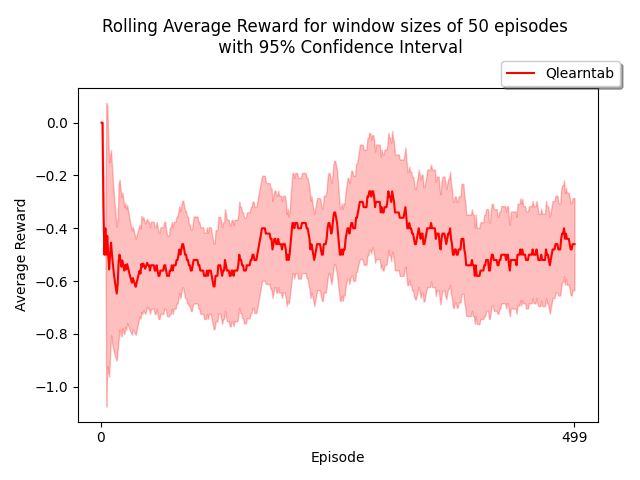 Rolling Average Reward for window sizes of 50 episodes
with 95% Confidence Interval
Qlearntab
Average Reward
0.0
−0.2
−0.4
−0.6
−0.8
−1.0
0
499
Episode